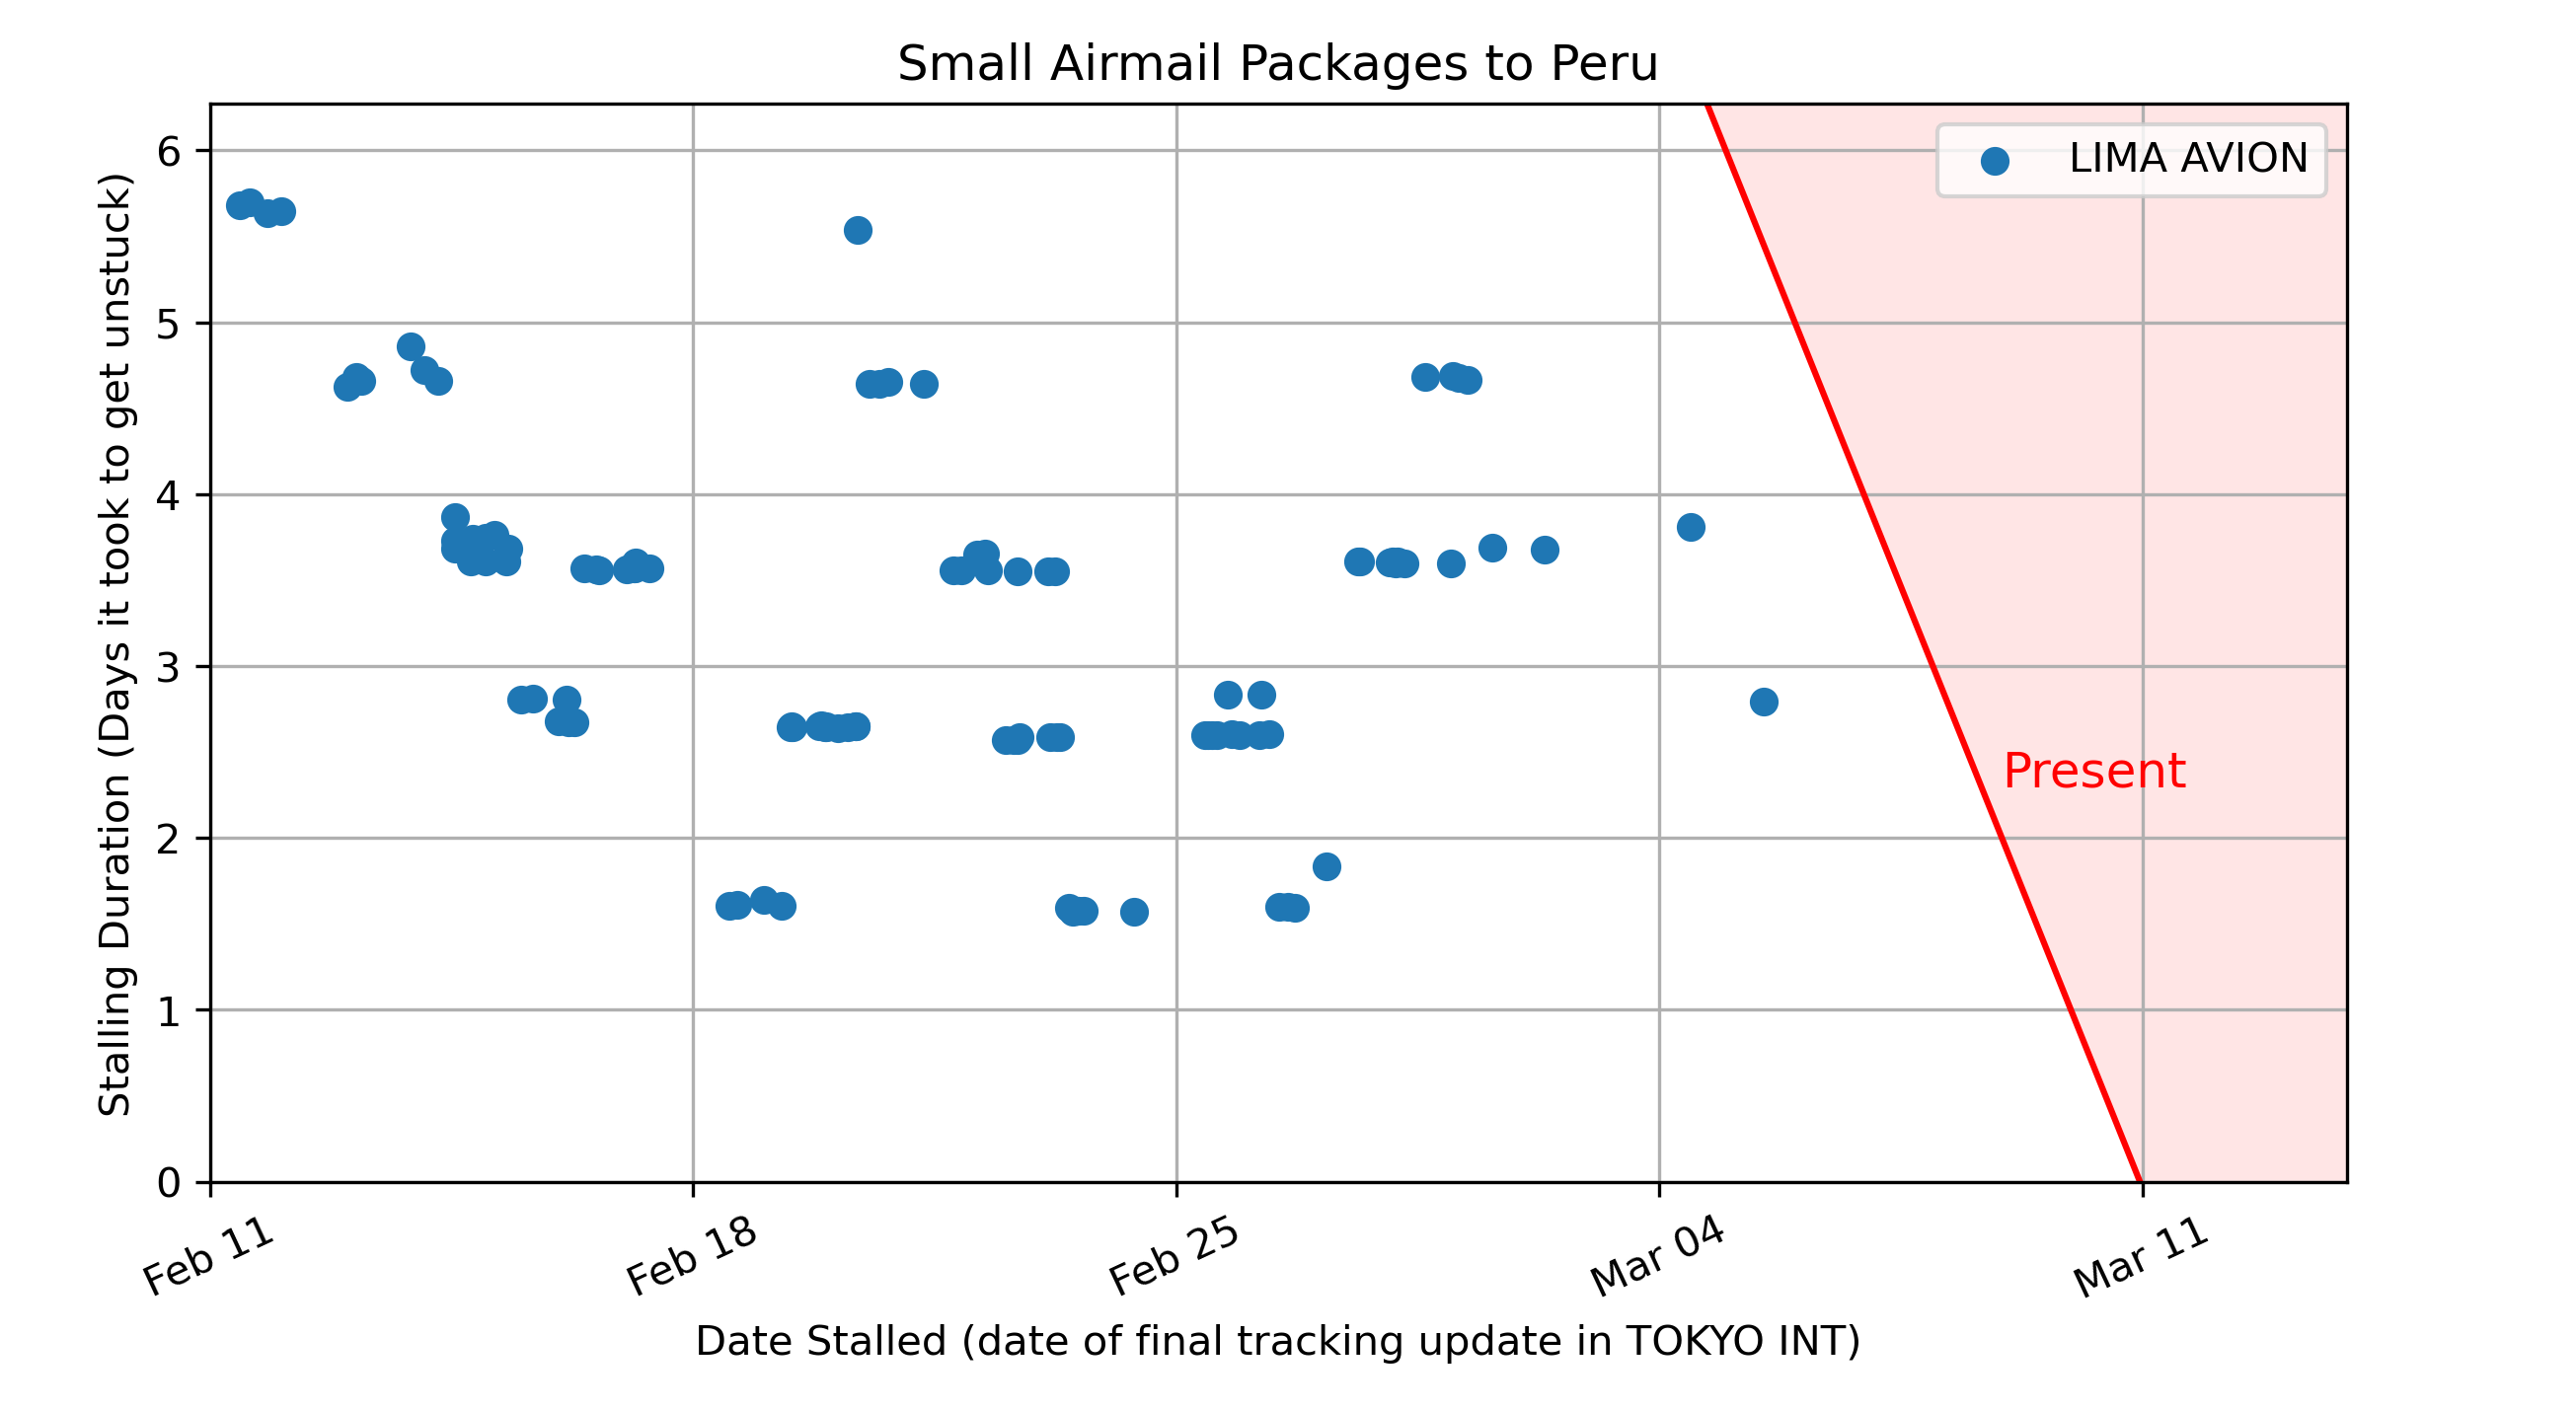 Small Airmail Packages to Peru
Stalling Duration (Days it took to get unstuck)
6
5
4
3
2
1
0
LIMA AVION
Present
Feb 11
Feb 18
Feb 25
Mar 04
Mar 11
Date Stalled (date of final tracking update in TOKYO INT)